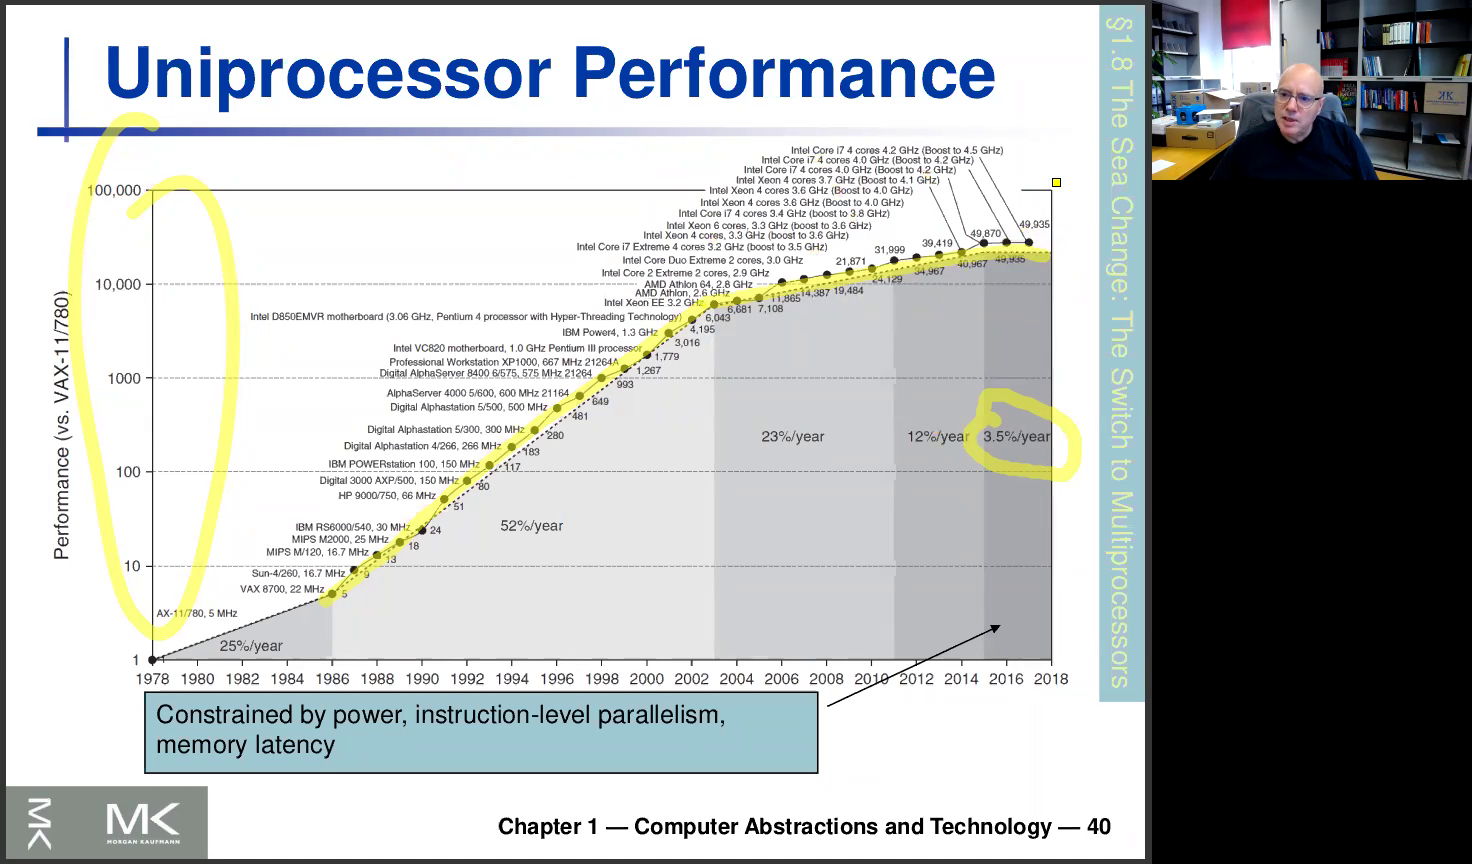 Uniprocessor Performance
§1.8 The Sea Change: The Switch to Multiprocessors
Performance (vs. VAX-11/780)
100,000
10,000
1000
100
10
1
Intel Core i7 4 cores 4.2 GHz (Boost to 4.5 GHz)
Intel Core i7 4 cores 4.0 GHz (Boost to 4.2 GHz)
Intel Core i7 4 cores 4.0 GHz (Boost to 4.2 GHz)
Intel Xeon 4 cores 3.7 GHz (Boost to 4.1 GHz)
Intel Xeon 4 cores 3.6 GHz (Boost to 4.0 GHz)
Intel Xeon 4 cores 3.6 GHz (Boost to 4.0 GHz)
Intel Core i7 4 cores 3.4 GHz (boost to 3.8 GHz)
Intel Xeon 6 cores, 3.3 GHz (boost to 3.6 GHz)
Intel Xeon 4 cores, 3.3 GHz (boost to 3.6 GHz)
Intel Core i7 Extreme 4 cores 3.2 GHz (boost to 3.5 GHz)
Intel Core Duo Extreme 2 cores, 3.0 GHz
Intel Core 2 Extreme 2 cores, 2.9 GHz
AMD Athlon 64, 2.8 GHz
AMD Athlon, 2.6 GHz
Intel Xeon EE 3.2 GHz
Intel D850EMVR motherboard (3.06 GHz, Pentium 4 processor with Hyper-Threading Technology)
IBM Power4, 1.3 GHz
Intel VC820 motherboard, 1.0 GHz Pentium III processor
Professional Workstation XP1000, 667 MHz 21264A
Digital AlphaServer 8400 6/575, 575 MHz 21264
AlphaServer 4000 5/600, 600 MHz 21164
Digital Alphastation 5/500, 500 MHz
Digital Alphastation 5/300, 300 MHz
Digital Alphastation 4/266, 266 MHz
IBM POWERstation 100, 150 MHz
Digital 3000 AXP/500, 150 MHz
HP 9000/750, 66 MHz
IBM RS6000/540, 30 MHz
MIPS M2000, 25 MHz
MIPS M/120, 16.7 MHz
Sun-4/260, 16.7 MHz
VAX 8700, 22 MHz
AX-11/780, 5 MHz
5
9
13
18
24
51
80
117
183
280
481
649
993
1,267
1,779
3,016
4,195
6,043
6,681
7,108
11,865
14,387
19,484
21,871
24,129
31,999
34,967
39,419
40,967
49,870
49,935
49,935
25%/year
52%/year
23%/year
12%/year
3.5%/year
1978 1980 1982 1984 1986 1988 1990 1992 1994 1996 1998 2000 2002 2004 2006 2008 2010 2012 2014 2016 2018
Constrained by power, instruction-level parallelism,
memory latency
MK
MK
MORGAN KAUFMANN
Chapter 1 — Computer Abstractions and Technology — 40